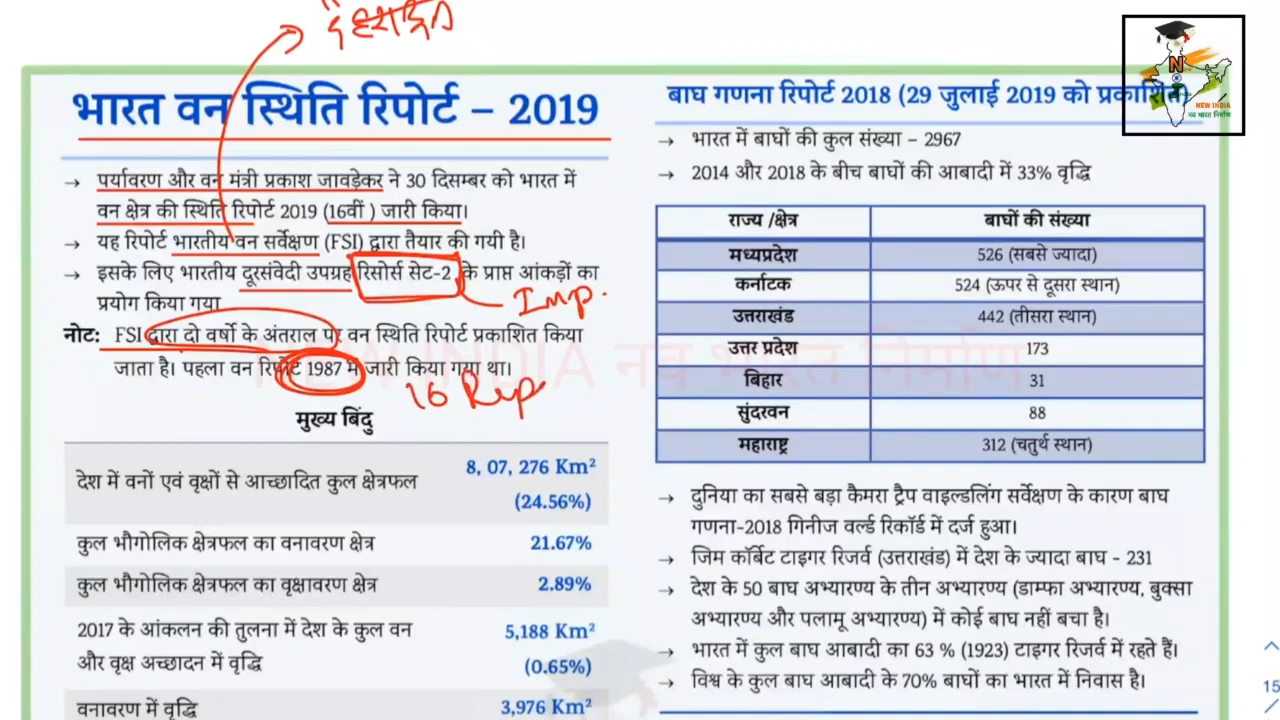 देहरादून
भारत वन स्थिति रिपोर्ट – 2019
→ पर्यावरण और वन मंत्री प्रकाश जावड़ेकर ने 30 दिसम्बर को भारत में
वन क्षेत्र की स्थिति रिपोर्ट 2019 (16वीं ) जारी किया।
→ यह रिपोर्ट भारतीय वन सर्वेक्षण (FSI) द्वारा तैयार की गयी है।
→ इसके लिए भारतीय दूरसंवेदी उपग्रह रिसोर्स सेट-2 के प्राप्त आंकड़ों का
प्रयोग किया गया
Imp.
नोट: FSI द्वारा दो वर्षो के अंतराल पर वन स्थिति रिपोर्ट प्रकाशित किया
जाता है। पहला वन रिपोर्ट 1987 में जारी किया गया था।
16 Rep
मुख्य बिंदु
देश में वनों एवं वृक्षों से आच्छादित कुल क्षेत्रफल 8, 07, 276 Km²
(24.56%)
कुल भौगोलिक क्षेत्रफल का वनावरण क्षेत्र 21.67%
कुल भौगोलिक क्षेत्रफल का वृक्षावरण क्षेत्र 2.89%
2017 के आंकलन की तुलना में देश के कुल वन 5,188 Km²
और वृक्ष अच्छादन में वृद्धि (0.65%)
वनावरण में वृद्धि 3,976 Km²
बाघ गणना रिपोर्ट 2018 (29 जुलाई 2019 को प्रकाशित)
→ भारत में बाघों की कुल संख्या – 2967
→ 2014 और 2018 के बीच बाघों की आबादी में 33% वृद्धि
राज्य /क्षेत्र बाघों की संख्या
मध्यप्रदेश 526 (सबसे ज्यादा)
कर्नाटक 524 (ऊपर से दूसरा स्थान)
उत्तराखंड 442 (तीसरा स्थान)
उत्तर प्रदेश 173
बिहार 31
सुंदरवन 88
महाराष्ट्र 312 (चतुर्थ स्थान)
→ दुनिया का सबसे बड़ा कैमरा ट्रैप वाइल्डलिंग सर्वेक्षण के कारण बाघ
गणना-2018 गिनीज वर्ल्ड रिकॉर्ड में दर्ज हुआ।
→ जिम कॉर्बेट टाइगर रिजर्व (उत्तराखंड) में देश के ज्यादा बाघ - 231
→ देश के 50 बाघ अभ्यारण्य के तीन अभ्यारण्य (डाम्फा अभ्यारण्य, बुक्सा
अभ्यारण्य और पलामू अभ्यारण्य) में कोई बाघ नहीं बचा है।
→ भारत में कुल बाघ आबादी का 63 % (1923) टाइगर रिजर्व में रहते हैं।
→ विश्व के कुल बाघ आबादी के 70% बाघों का भारत में निवास है।
N
NEW INDIA
नव भारत निर्माण
NEW INDIA नव भारत निर्माण
15